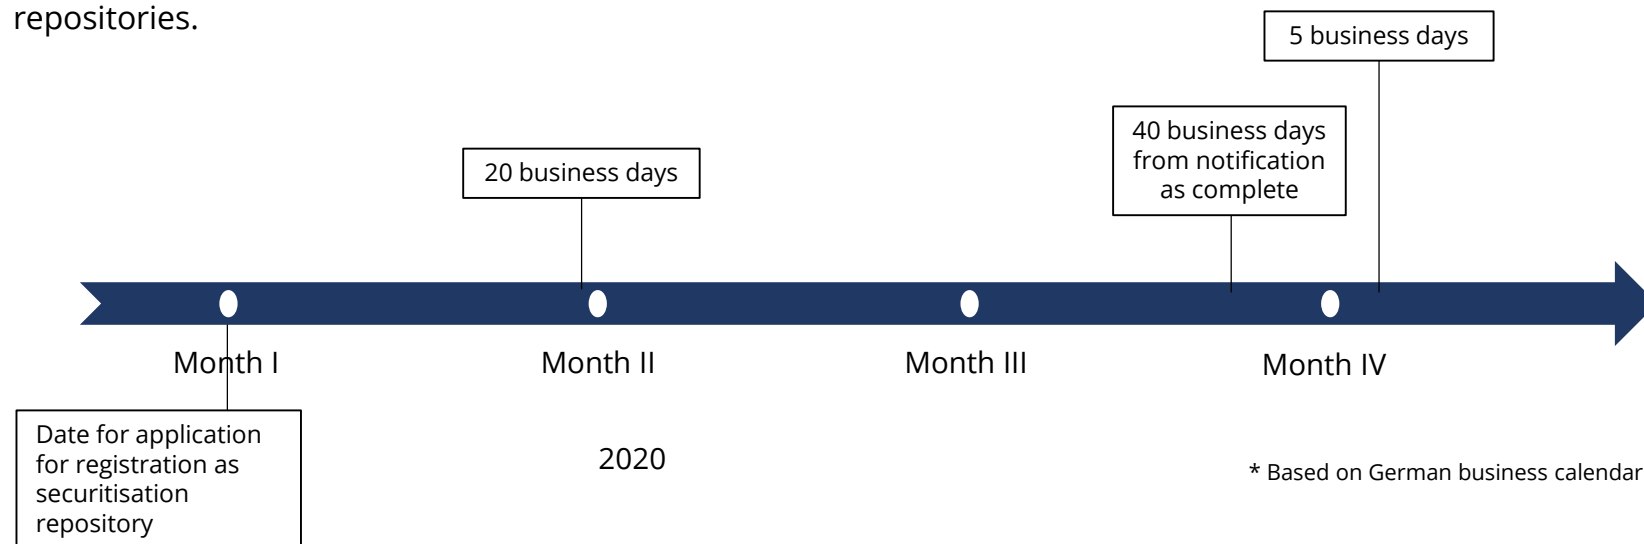 repositories.
5 business days
40 business days
from notification
as complete
20 business days
Month I
Month II
Month III
Month IV
Date for application
for registration as
securitisation
repository
2020
* Based on German business calendar